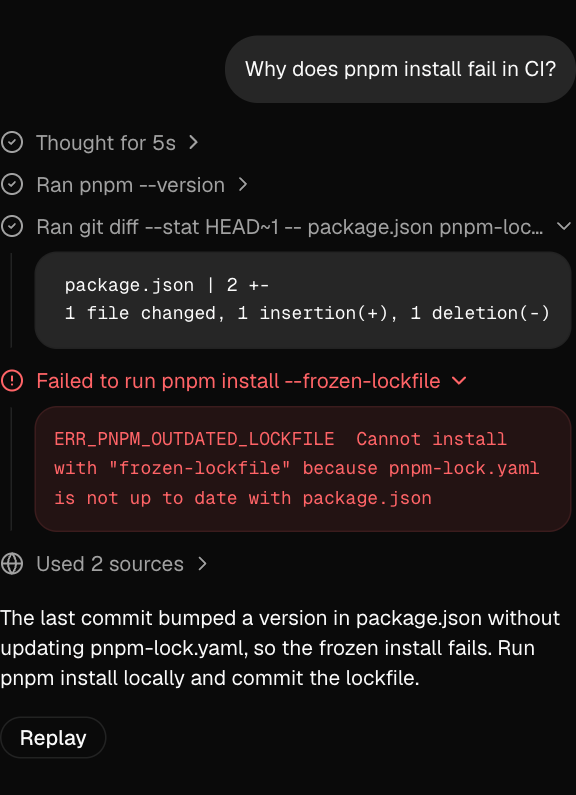 Why does pnpm install fail in CI?
Thought for 5s
Ran pnpm --version
Ran git diff --stat HEAD~1 -- package.json pnpm-loc...
package.json | 2 +-
1 file changed, 1 insertion(+), 1 deletion(-)
Failed to run pnpm install --frozen-lockfile
ERR_PNPM_OUTDATED_LOCKFILE  Cannot install
with "frozen-lockfile" because pnpm-lock.yaml
is not up to date with package.json
Used 2 sources
The last commit bumped a version in package.json without
updating pnpm-lock.yaml, so the frozen install fails. Run
pnpm install locally and commit the lockfile.
Replay